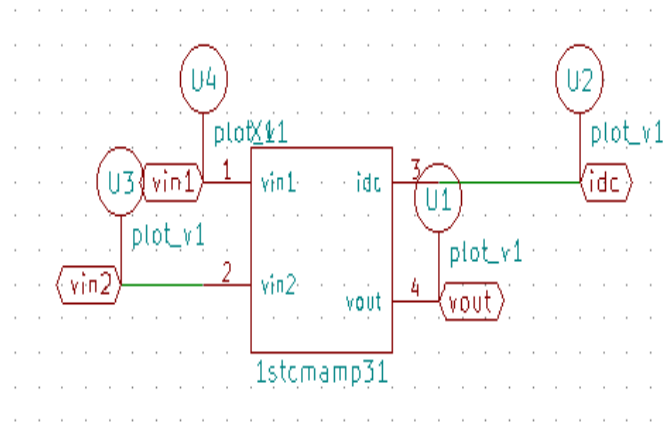 U4
U2
plot_v1
X1
plot_v1
U3
vin1
1
vin1
idc
3
idc
U1
plot_v1
plot_v1
vin2
2
vin2
vout
4
vout
1stcmamp31